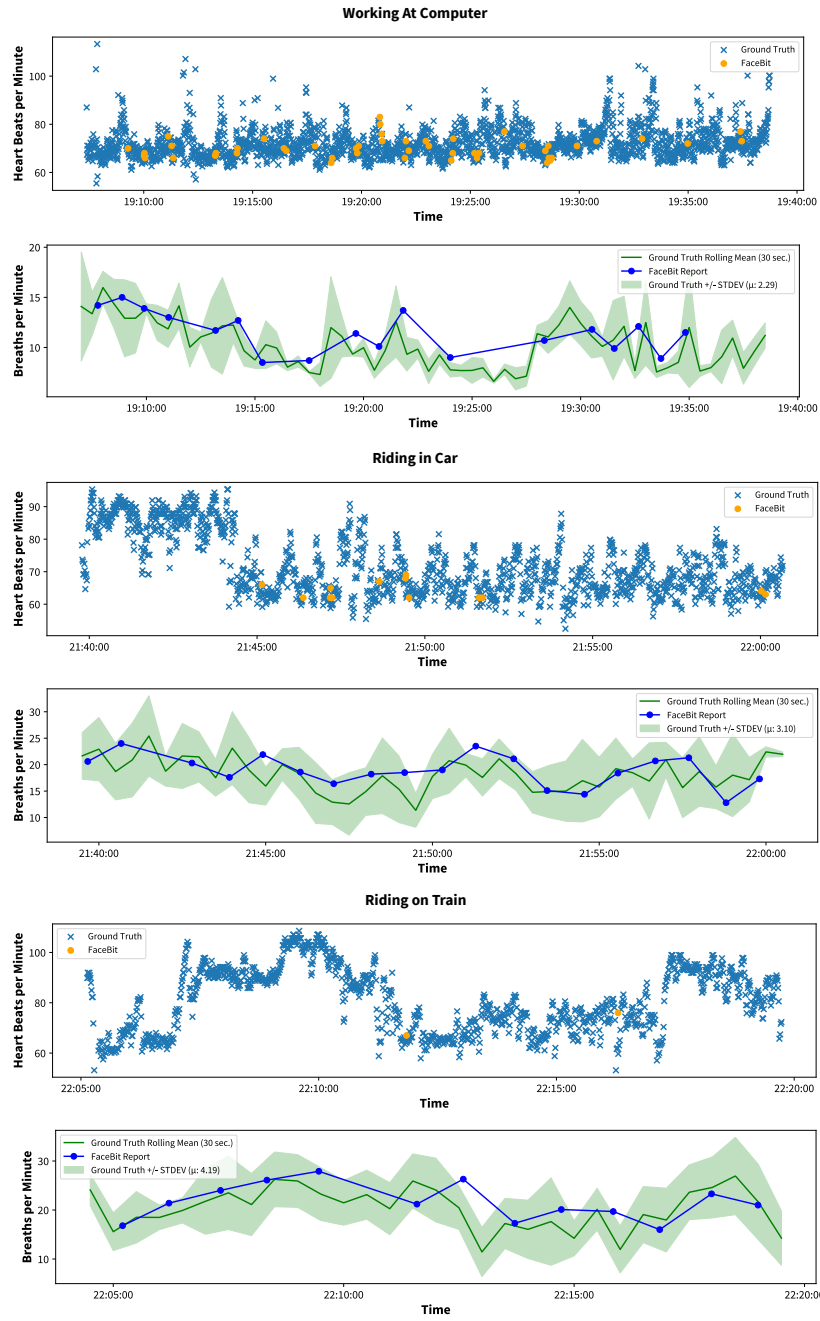 Working At Computer
Heart Beats per Minute
100
80
60
Ground Truth
FaceBit
19:10:00 19:15:00 19:20:00 19:25:00 19:30:00 19:35:00 19:40:00
Time
Breaths per Minute
20
15
10
Ground Truth Rolling Mean (30 sec.)
FaceBit Report
Ground Truth +/- STDEV (μ: 2.29)
19:10:00 19:15:00 19:20:00 19:25:00 19:30:00 19:35:00 19:40:00
Time
Riding in Car
Heart Beats per Minute
90
80
70
60
Ground Truth
FaceBit
21:40:00 21:45:00 21:50:00 21:55:00 22:00:00
Time
Breaths per Minute
30
25
20
15
10
Ground Truth Rolling Mean (30 sec.)
FaceBit Report
Ground Truth +/- STDEV (μ: 3.10)
21:40:00 21:45:00 21:50:00 21:55:00 22:00:00
Time
Riding on Train
Heart Beats per Minute
100
80
60
Ground Truth
FaceBit
22:05:00 22:10:00 22:15:00 22:20:00
Time
Breaths per Minute
30
20
10
Ground Truth Rolling Mean (30 sec.)
FaceBit Report
Ground Truth +/- STDEV (μ: 4.19)
22:05:00 22:10:00 22:15:00 22:20:00
Time